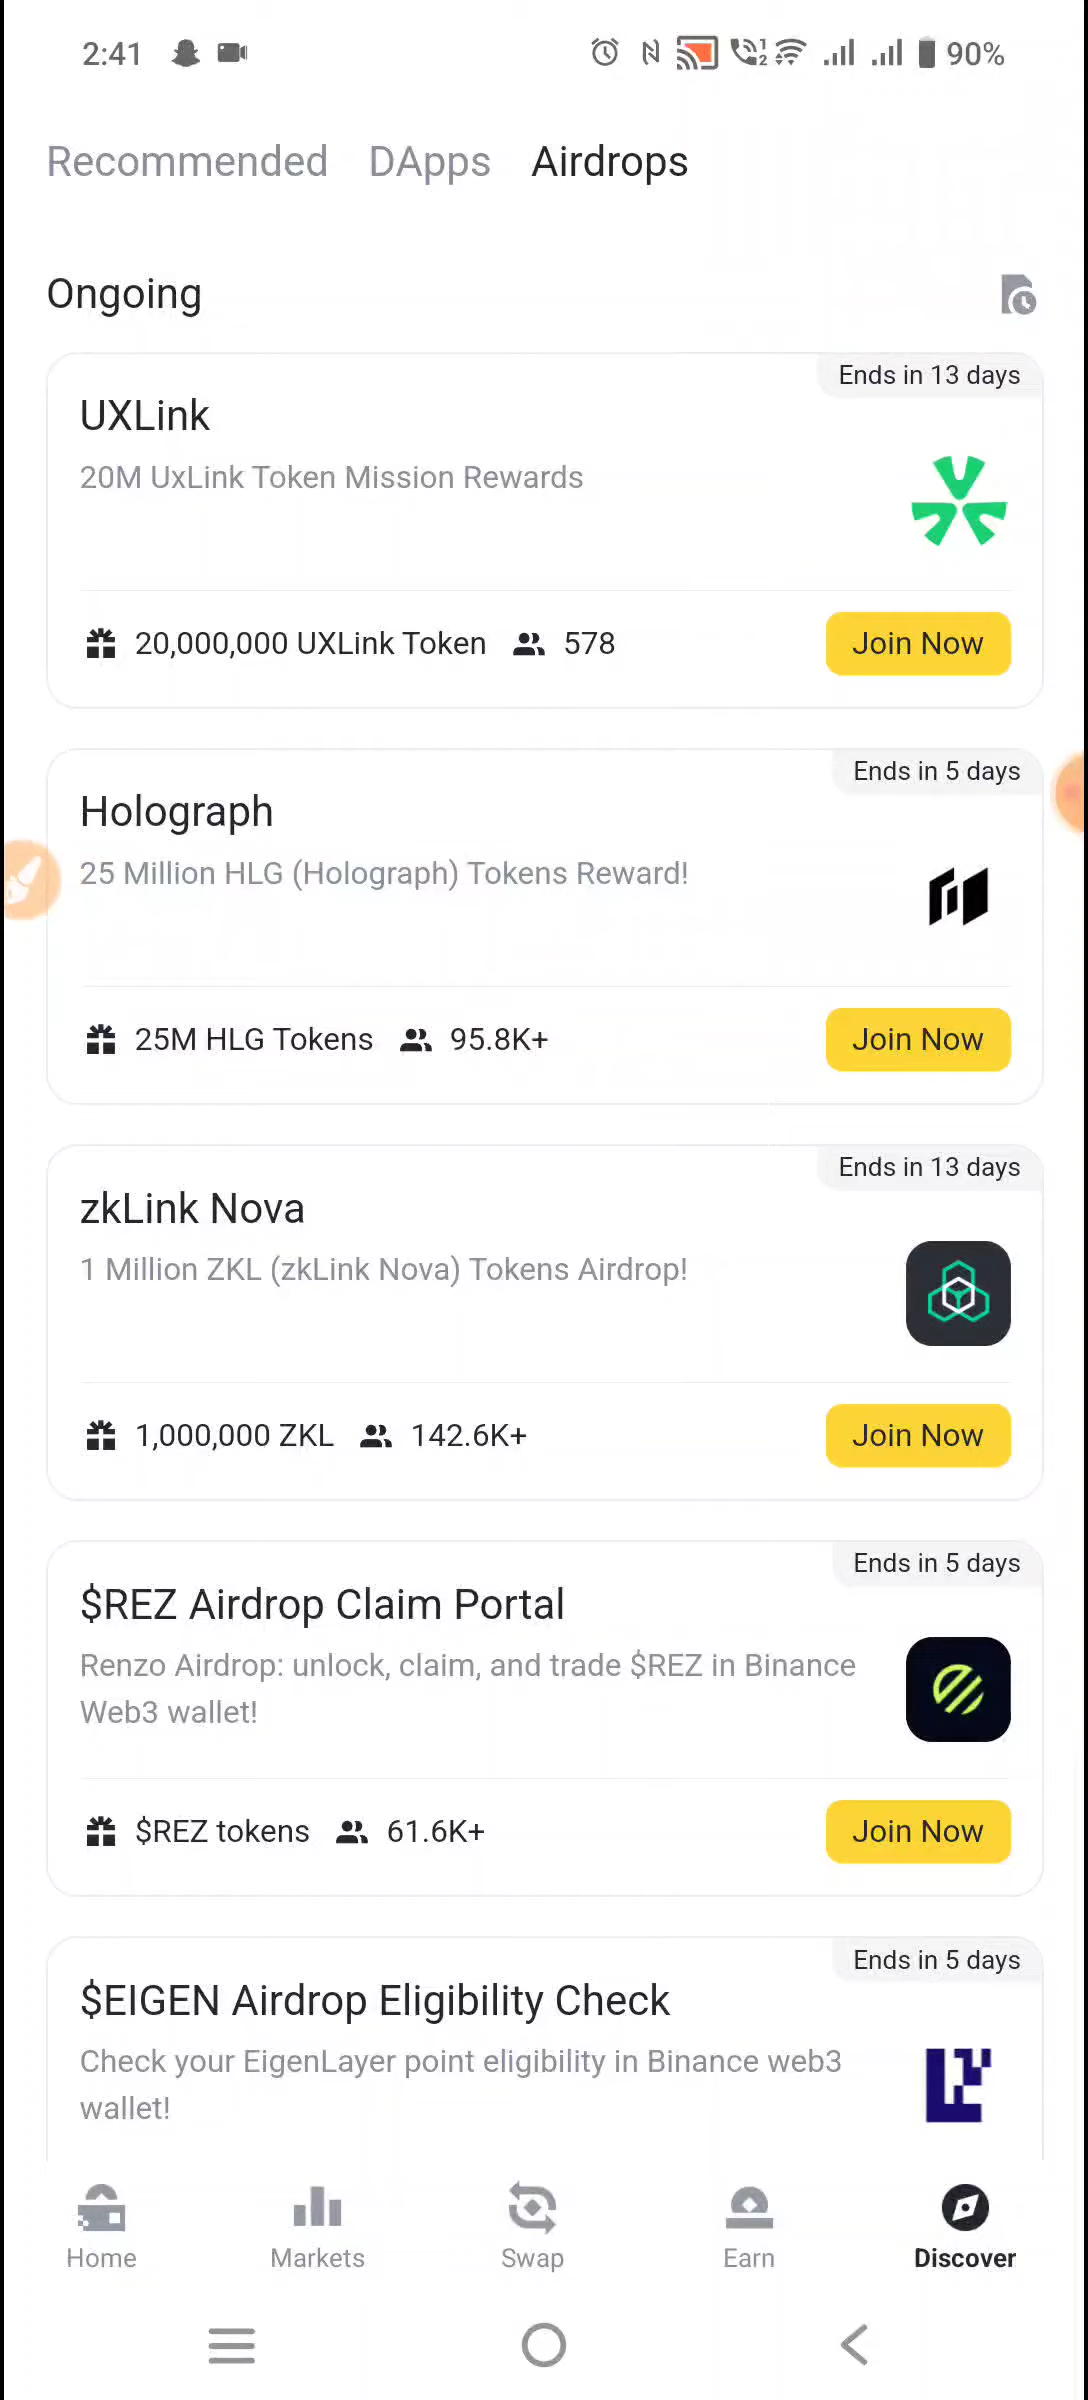 2:41 90%
Recommended DApps Airdrops
Ongoing
Ends in 13 days
UXLink
20M UxLink Token Mission Rewards
20,000,000 UXLink Token 578 Join Now
Ends in 5 days
Holograph
25 Million HLG (Holograph) Tokens Reward!
25M HLG Tokens 95.8K+ Join Now
Ends in 13 days
zkLink Nova
1 Million ZKL (zkLink Nova) Tokens Airdrop!
1,000,000 ZKL 142.6K+ Join Now
Ends in 5 days
$REZ Airdrop Claim Portal
Renzo Airdrop: unlock, claim, and trade $REZ in Binance
Web3 wallet!
$REZ tokens 61.6K+ Join Now
Ends in 5 days
$EIGEN Airdrop Eligibility Check
Check your EigenLayer point eligibility in Binance web3
wallet!
Home Markets Swap Earn Discover